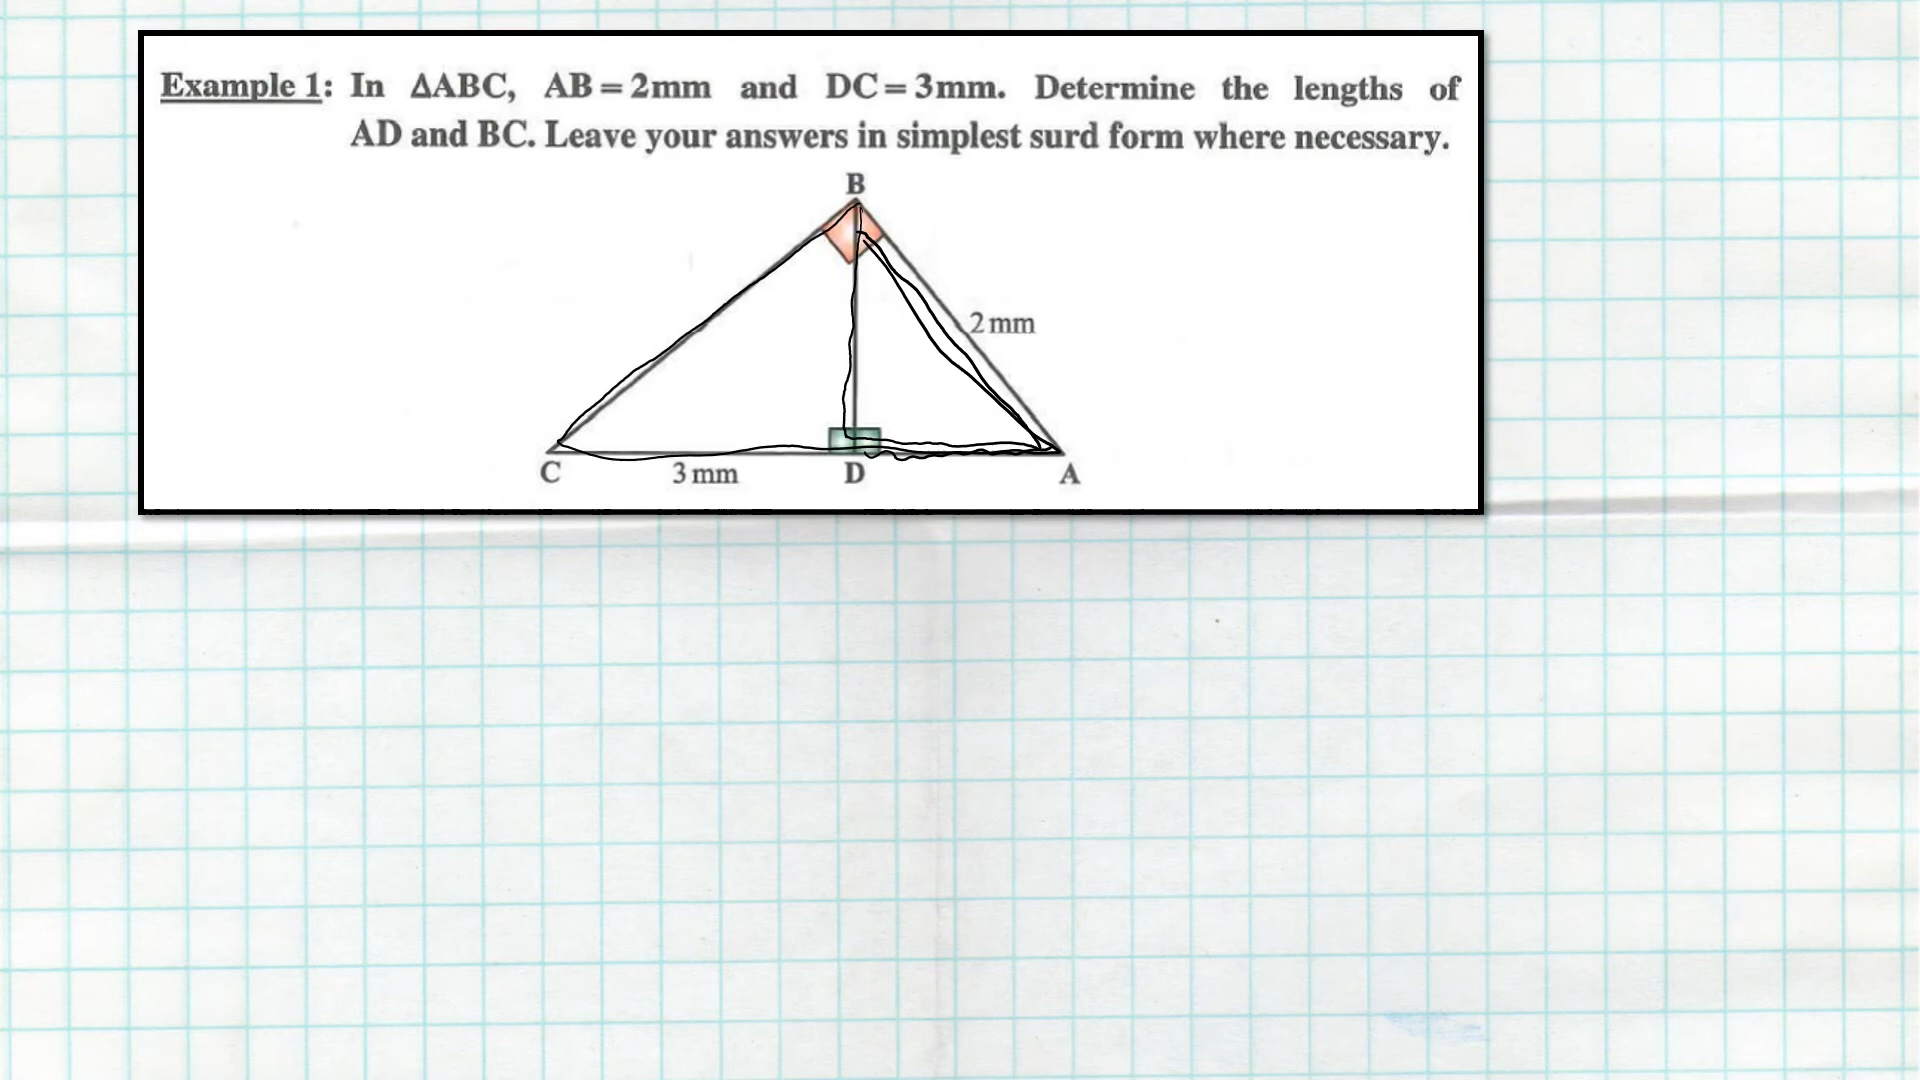 Example 1: In ΔABC, AB = 2mm and DC = 3mm. Determine the lengths of
AD and BC. Leave your answers in simplest surd form where necessary.
B
2 mm
C 3 mm D A